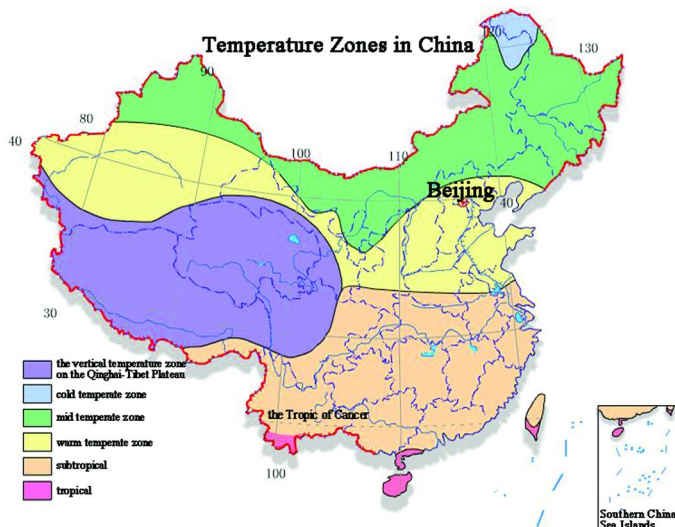 Temperature Zones in China
120
130
90
80
40
100
110
Beijing
40
30
the vertical temperature zone
on the Qinghai-Tibet Plateau
cold temperate zone
mid temperate zone
the Tropic of Cancer
warm temperate zone
subtropical
100
tropical
Southern China
Sea Islands